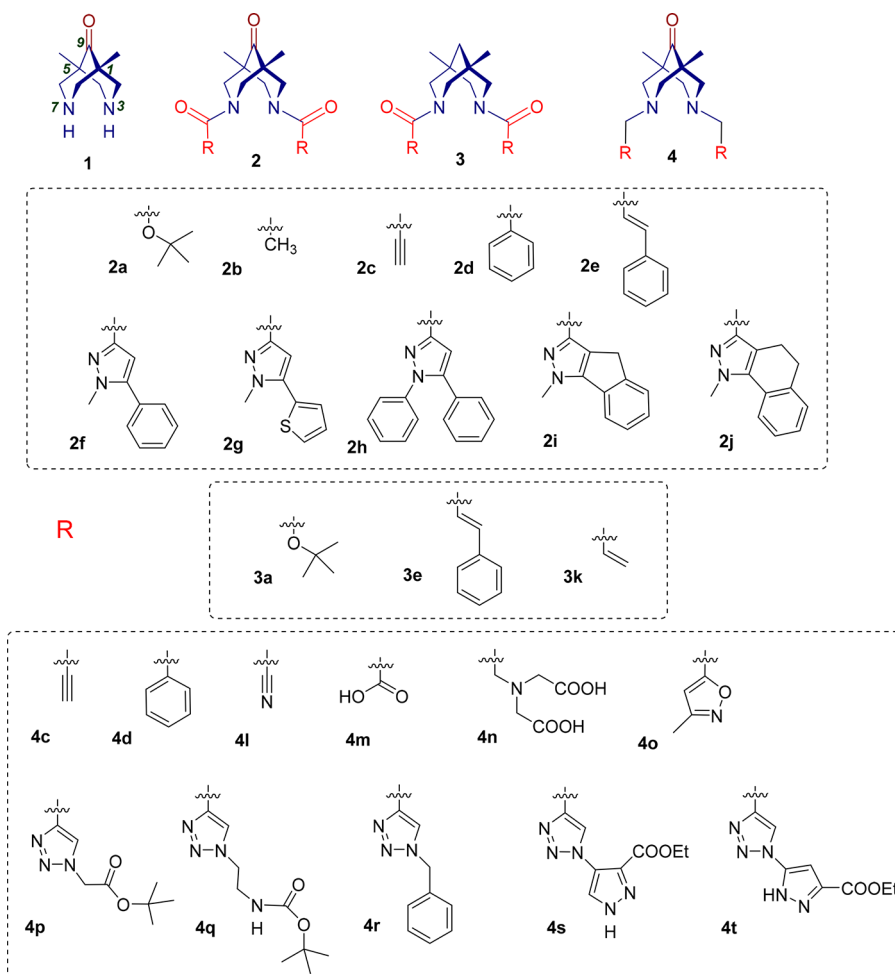 O O O
9
5 1
7 N N 3 O N N O O N N O N N
H H R R R R R R
1 2 3 4
O CH3
2a 2b 2c 2d 2e
N N N N N N N N N N
S
2f 2g 2h 2i 2j
R
O
3a 3e 3k
N HO O N COOH COOH O N
4c 4d 4l 4m 4n 4o
N N N N N N N N N N N N COOEt N N N
O O N H O O N N H HN N COOEt
4p 4q 4r 4s 4t